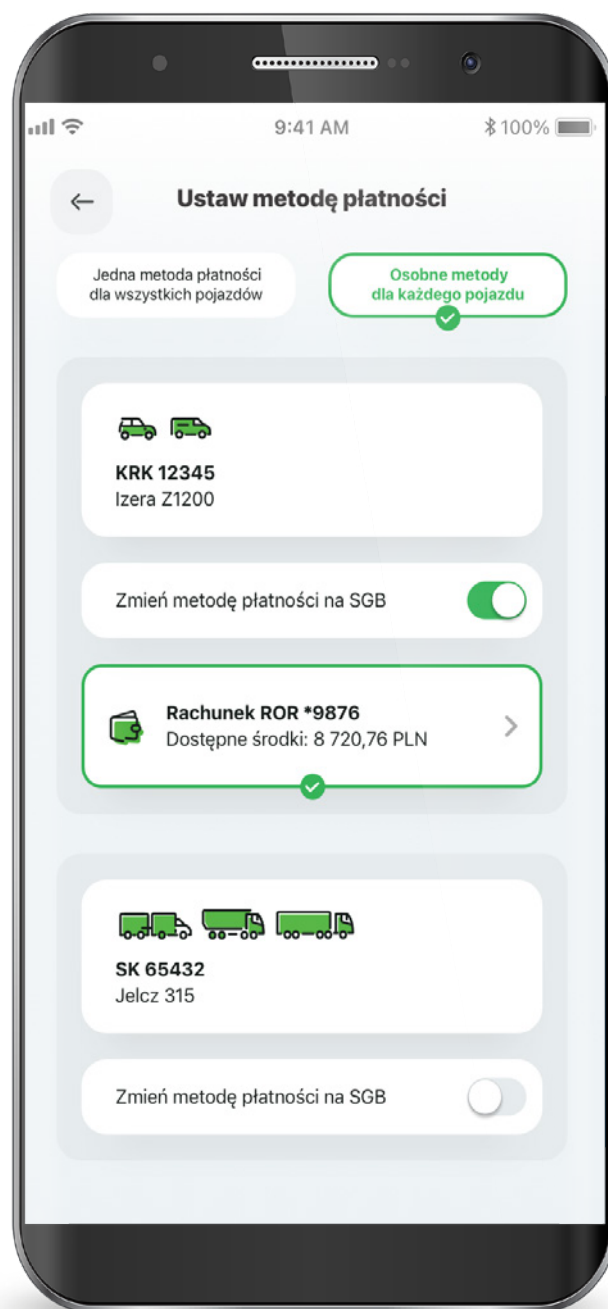 9:41 AM
100%
Ustaw metodę płatności
Jedna metoda płatności
dla wszystkich pojazdów
Osobne metody
dla każdego pojazdu
KRK 12345
Izera Z1200
Zmień metodę płatności na SGB
Rachunek ROR *9876
Dostępne środki: 8 720,76 PLN
SK 65432
Jelcz 315
Zmień metodę płatności na SGB